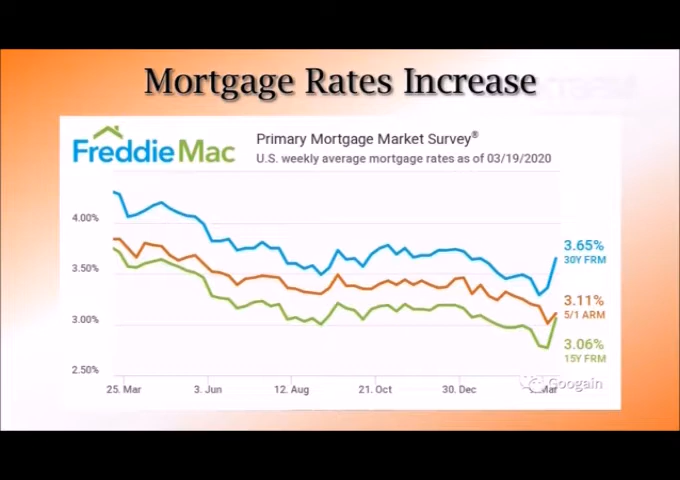 Mortgage Rates Increase
FreddieMac
Primary Mortgage Market Survey®
U.S. weekly average mortgage rates as of 03/19/2020
4.00%
3.50%
3.00%
2.50%
3.65%
30Y FRM
3.11%
5/1 ARM
3.06%
15Y FRM
25. Mar
3. Jun
12. Aug
21. Oct
30. Dec
Mar
Googain